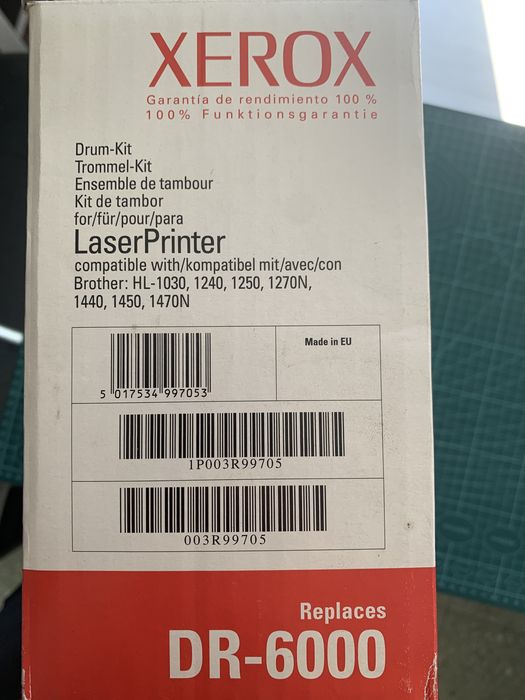 XEROX
Garantía de rendimiento 100 %
100% Funktionsgarantie
Drum-Kit
Trommel-Kit
Ensemble de tambour
Kit de tambor
for/für/pour/para
LaserPrinter
compatible with/kompatibel mit/avec/con
Brother: HL-1030, 1240, 1250, 1270N,
1440, 1450, 1470N
Made in EU
5 017534 997053
1P003R99705
003R99705
Replaces
DR-6000